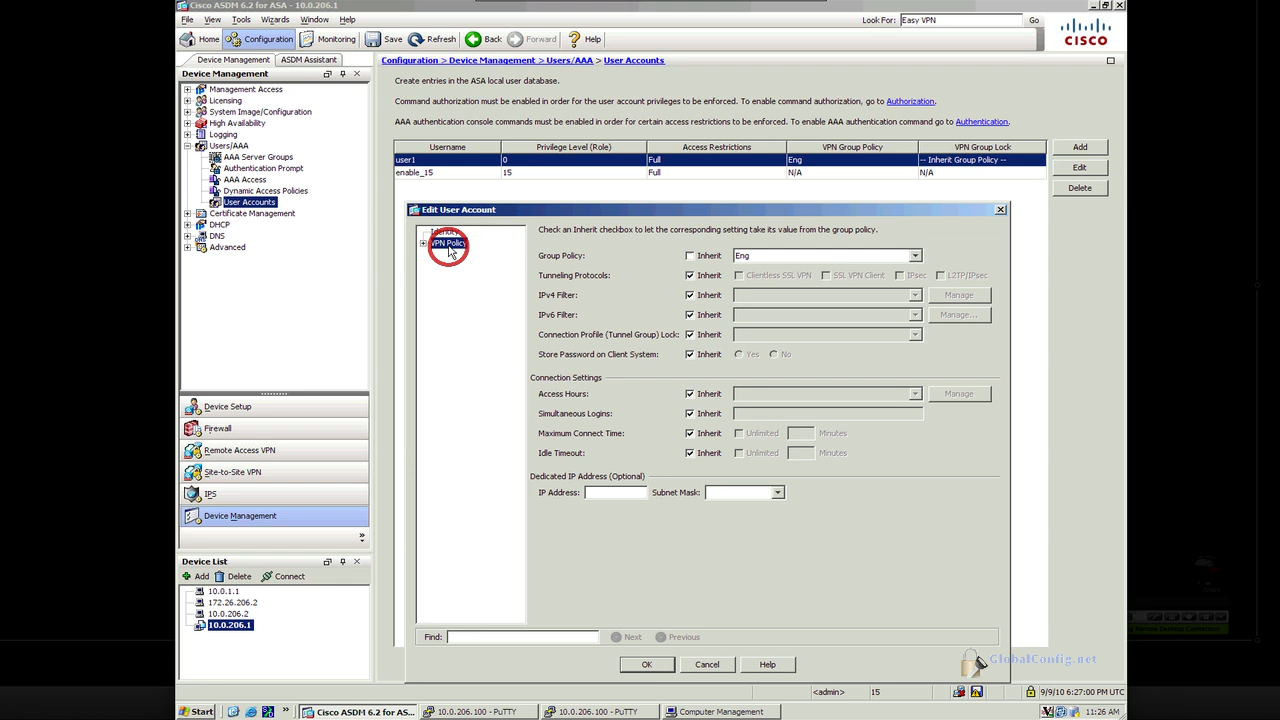 Cisco ASDM 6.2 for ASA - 10.0.206.1
File View Tools Wizards Window Help
Look For: Easy VPN Go
Home Configuration Monitoring Save Refresh Back Forward Help
CISCO
Device Management ASDM Assistant
Device Management
Management Access
Licensing
System Image/Configuration
High Availability
Logging
Users/AAA
AAA Server Groups
Authentication Prompt
AAA Access
Dynamic Access Policies
User Accounts
Certificate Management
DHCP
DNS
Advanced
Device Setup
Firewall
Remote Access VPN
Site-to-Site VPN
IPS
Device Management
Device List
Add Delete Connect
10.0.1.1
172.26.206.2
10.0.206.2
10.0.206.1
Configuration > Device Management > Users/AAA > User Accounts
Create entries in the ASA local user database.
Command authorization must be enabled in order for the user account privileges to be enforced. To enable command authorization, go to Authorization.
AAA authentication console commands must be enabled in order for certain access restrictions to be enforced. To enable AAA authentication command go to Authentication.
Username Privilege Level (Role) Access Restrictions VPN Group Policy VPN Group Lock
user1 0 Full Eng -- Inherit Group Policy --
enable_15 15 Full N/A N/A
Add
Edit
Delete
Edit User Account
Identity
VPN Policy
Check an Inherit checkbox to let the corresponding setting take its value from the group policy.
Group Policy: Inherit Eng
Tunneling Protocols: Inherit Clientless SSL VPN SSL VPN Client IPsec L2TP/IPsec
IPv4 Filter: Inherit Manage
IPv6 Filter: Inherit Manage...
Connection Profile (Tunnel Group) Lock: Inherit
Store Password on Client System: Inherit Yes No
Connection Settings
Access Hours: Inherit Manage
Simultaneous Logins: Inherit
Maximum Connect Time: Inherit Unlimited Minutes
Idle Timeout: Inherit Unlimited Minutes
Dedicated IP Address (Optional)
IP Address: Subnet Mask:
Find: Next Previous
OK Cancel Help
GlobalConfig.net
<admin> 15 9/9/10 6:27:00 PM UTC
Start Cisco ASDM 6.2 for AS... 10.0.206.100 - PuTTY 10.0.206.100 - PuTTY Computer Management 11:26 AM